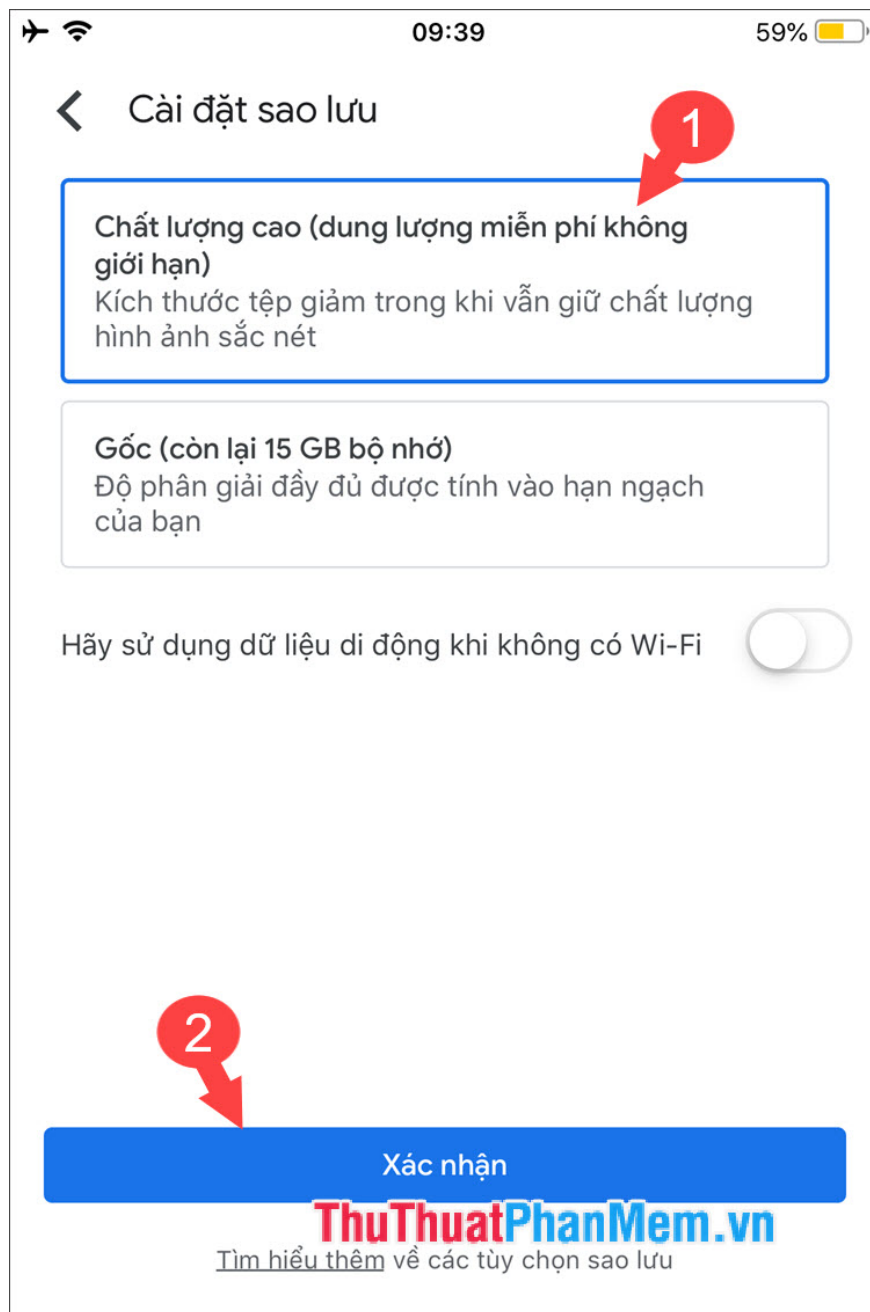 09:39
59%
Cài đặt sao lưu
1
Chất lượng cao (dung lượng miễn phí không
giới hạn)
Kích thước tệp giảm trong khi vẫn giữ chất lượng
hình ảnh sắc nét
Gốc (còn lại 15 GB bộ nhớ)
Độ phân giải đầy đủ được tính vào hạn ngạch
của bạn
Hãy sử dụng dữ liệu di động khi không có Wi-Fi
2
Xác nhận
ThuThuatPhanMem.vn
Tìm hiểu thêm về các tùy chọn sao lưu